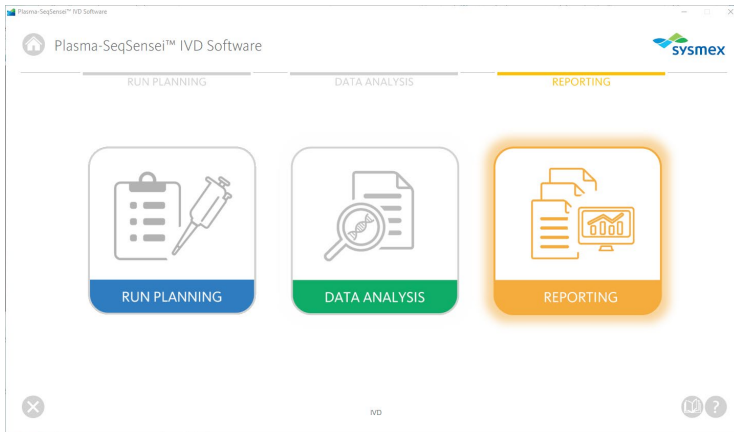 Plasma-SeqSensei™ IVD Software
Plasma-SeqSensei™ IVD Software
sysmex
RUN PLANNING DATA ANALYSIS REPORTING
RUN PLANNING DATA ANALYSIS REPORTING
IVD
?